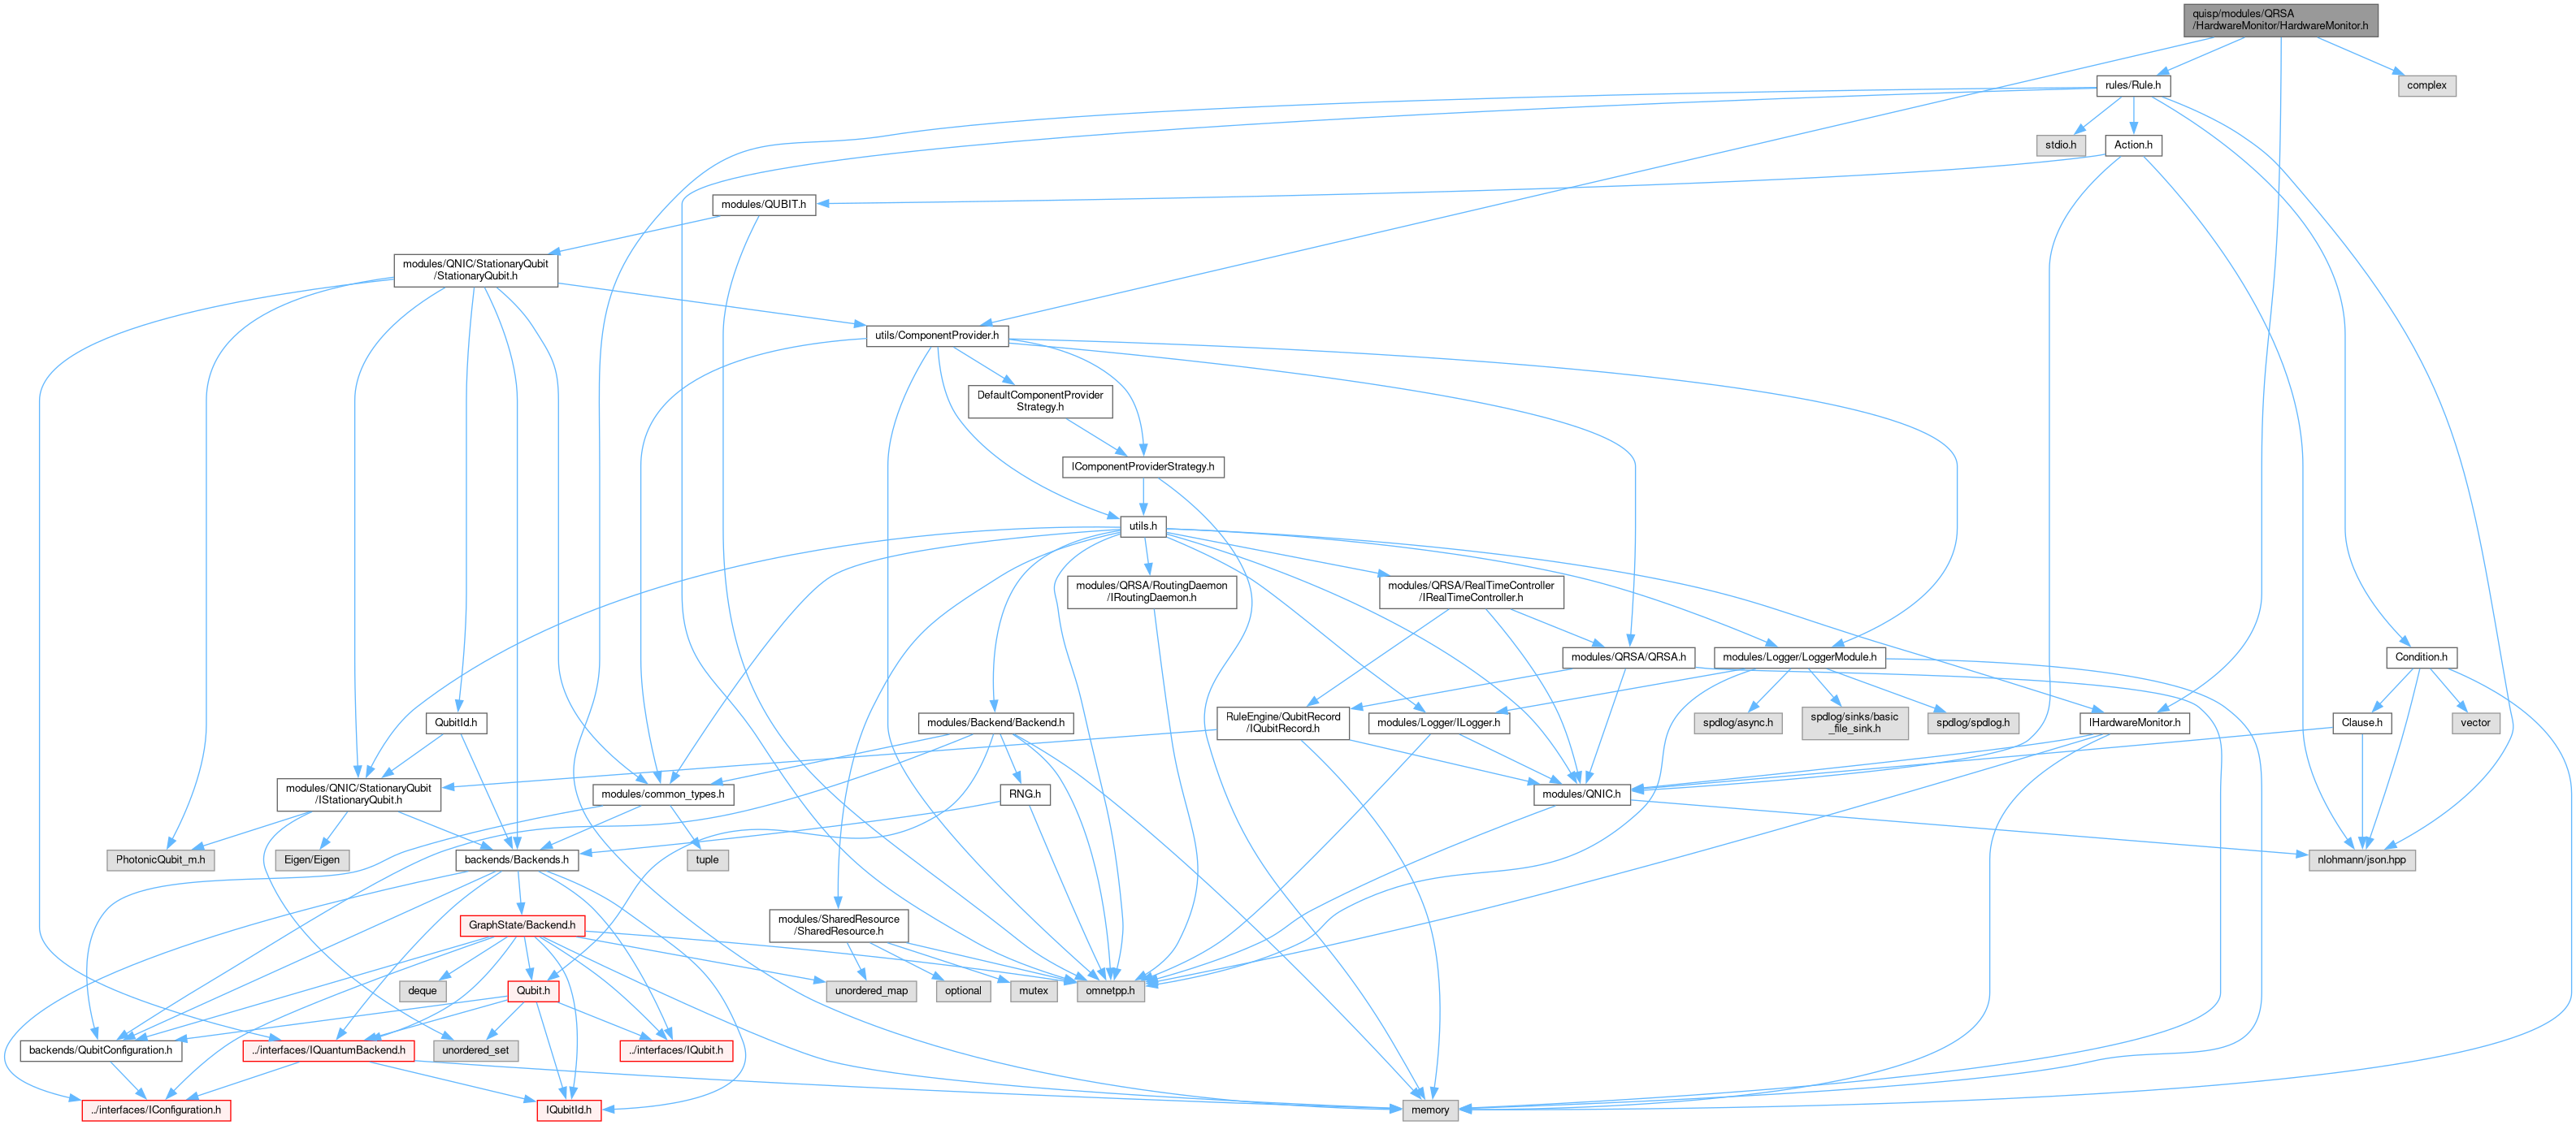 quisp/modules/QRSA
/HardwareMonitor/HardwareMonitor.h
rules/Rule.h
complex
stdio.h
Action.h
modules/QUBIT.h
modules/QNIC/StationaryQubit
/StationaryQubit.h
utils/ComponentProvider.h
DefaultComponentProvider
Strategy.h
IComponentProviderStrategy.h
utils.h
modules/QRSA/RoutingDaemon
/IRoutingDaemon.h
modules/QRSA/RealTimeController
/IRealTimeController.h
modules/QRSA/QRSA.h
modules/Logger/LoggerModule.h
Condition.h
QubitId.h
modules/Backend/Backend.h
RuleEngine/QubitRecord
/IQubitRecord.h
modules/Logger/ILogger.h
spdlog/async.h
spdlog/sinks/basic
_file_sink.h
spdlog/spdlog.h
IHardwareMonitor.h
Clause.h
vector
modules/QNIC/StationaryQubit
/IStationaryQubit.h
modules/common_types.h
RNG.h
modules/QNIC.h
PhotonicQubit_m.h
Eigen/Eigen
backends/Backends.h
tuple
nlohmann/json.hpp
GraphState/Backend.h
modules/SharedResource
/SharedResource.h
deque
Qubit.h
unordered_map
optional
mutex
omnetpp.h
backends/QubitConfiguration.h
../interfaces/IQuantumBackend.h
unordered_set
../interfaces/IQubit.h
../interfaces/IConfiguration.h
IQubitId.h
memory